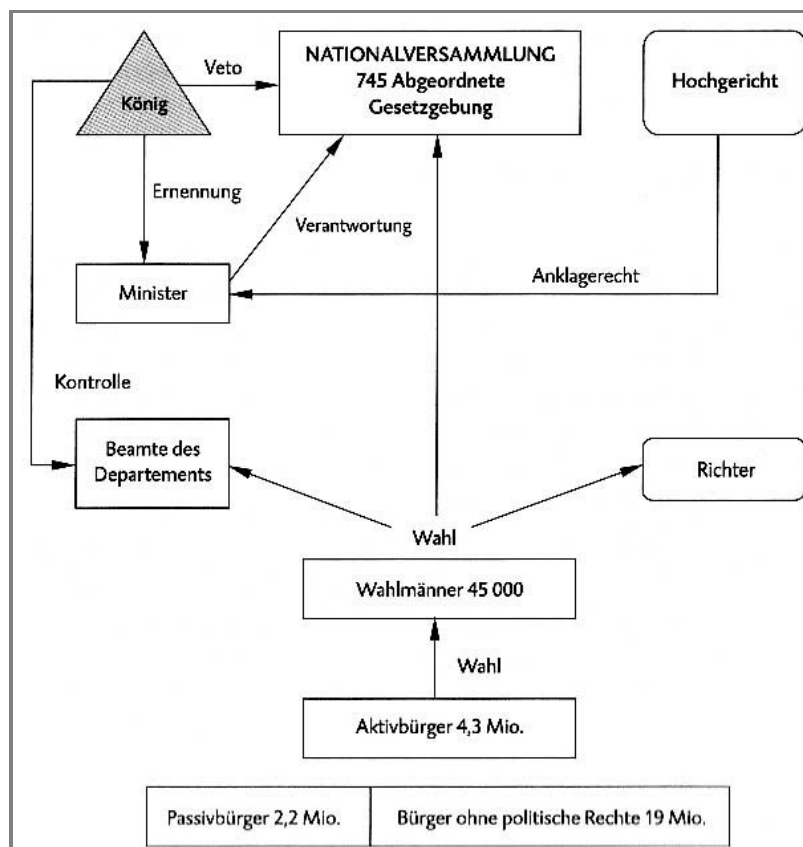 König
Veto
NATIONALVERSAMMLUNG
745 Abgeordnete
Gesetzgebung
Hochgericht
Ernennung
Verantwortung
Minister
Anklagerecht
Kontrolle
Beamte des
Departements
Richter
Wahl
Wahlmänner 45 000
Wahl
Aktivbürger 4,3 Mio.
Passivbürger 2,2 Mio.
Bürger ohne politische Rechte 19 Mio.